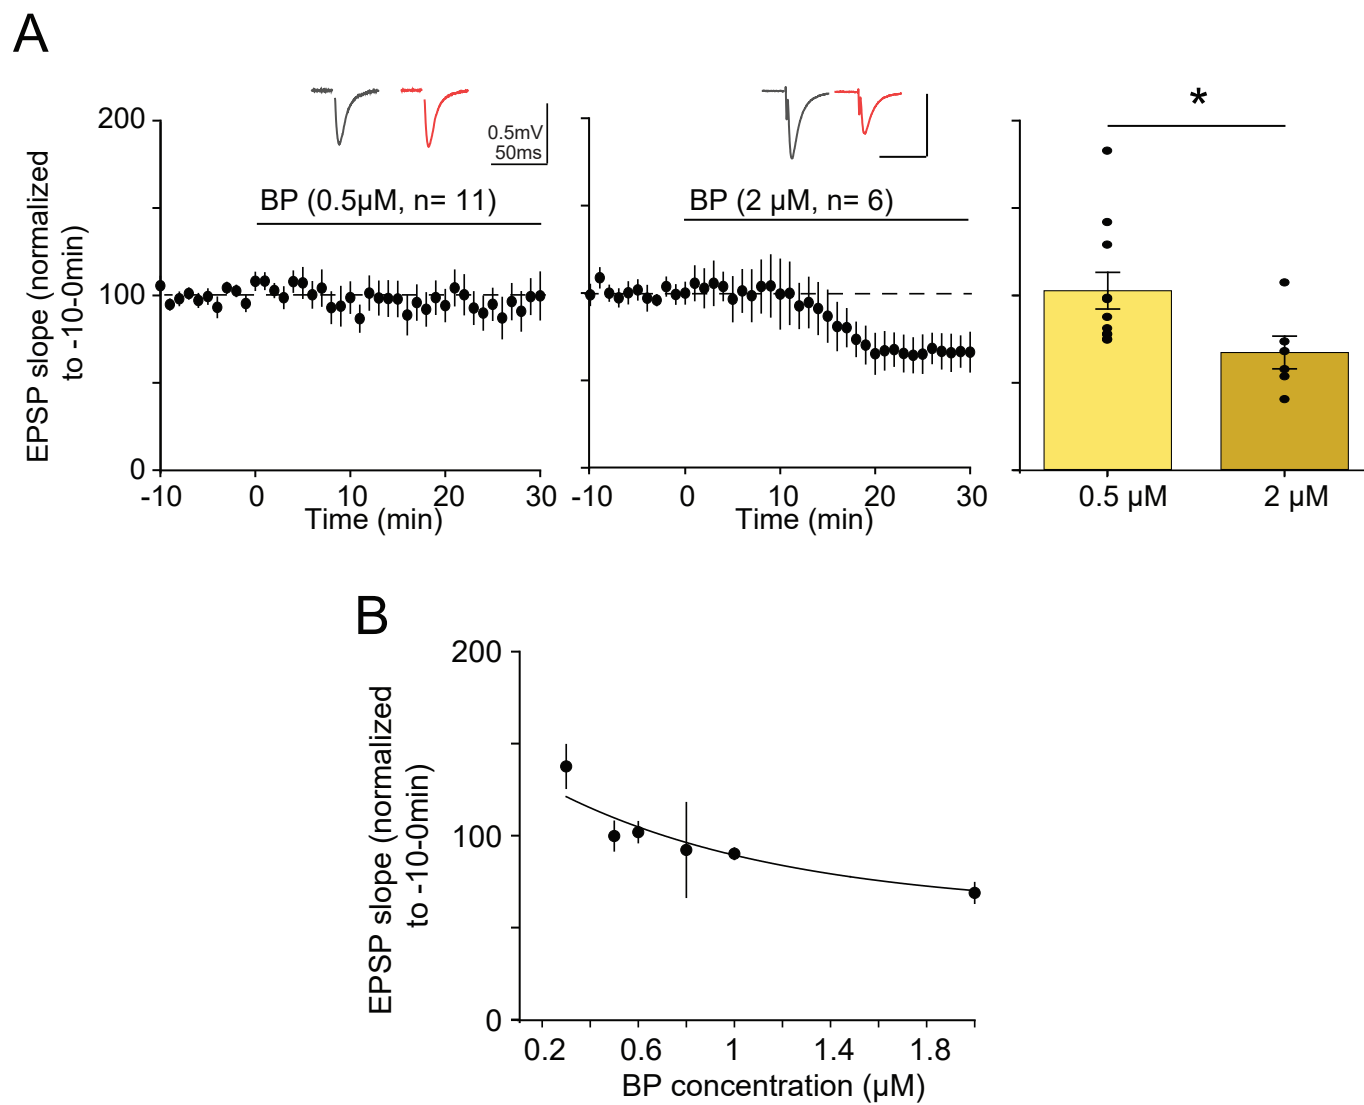 A
0.5mV
50ms
BP (0.5µM, n= 11)
BP (2 µM, n= 6)
*
EPSP slope (normalized
to -10-0min)
200
100
0
-10 0 10 20 30
Time (min)
-10 0 10 20 30
Time (min)
0.5 µM 2 µM
B
EPSP slope (normalized
to -10-0min)
200
100
0
0.2 0.6 1 1.4 1.8
BP concentration (µM)